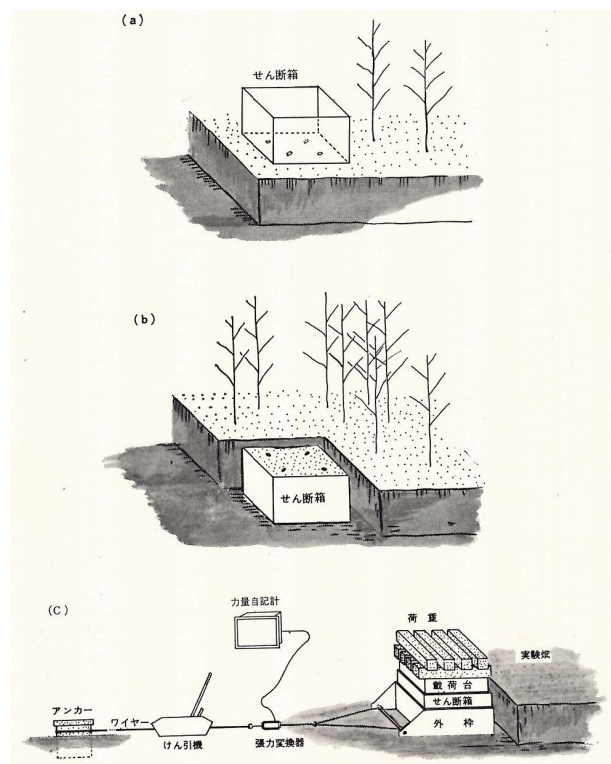 (a)
せん断箱
(b)
せん断箱
(C)
力量自記計
荷重
実験畑
載荷台
アンカー
せん断箱
ワイヤー
外枠
けん引機
張力変換器